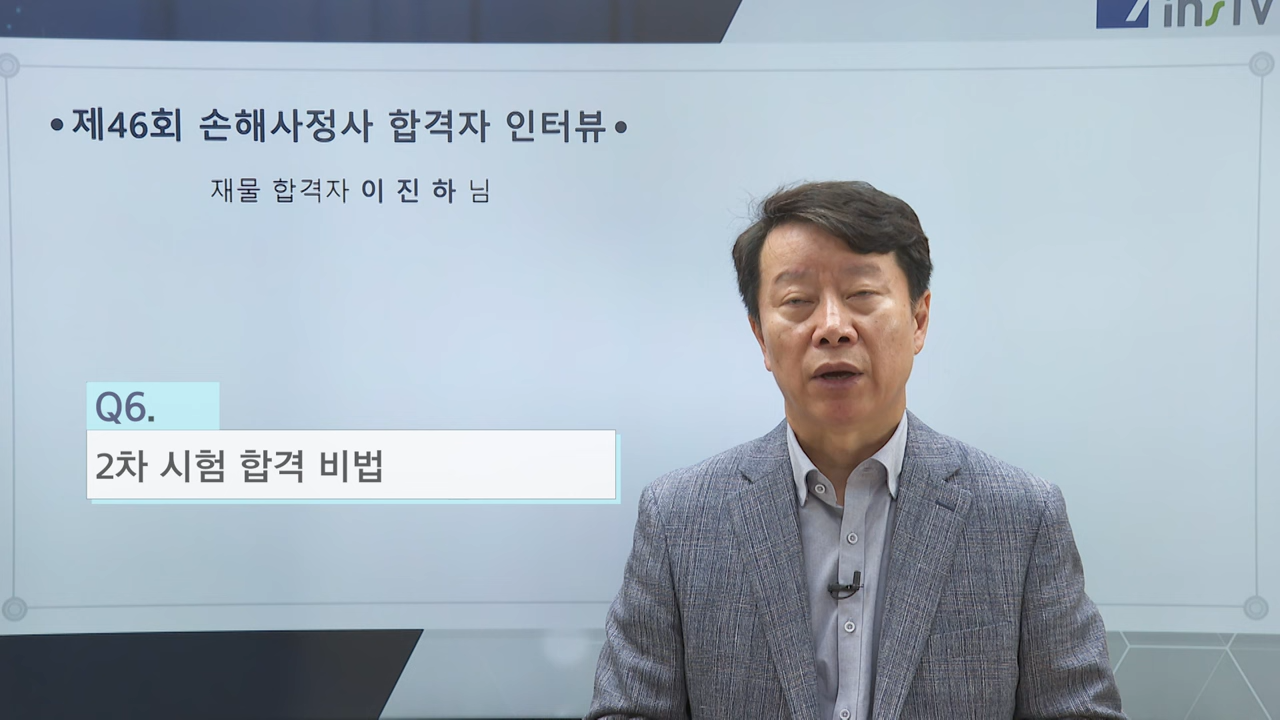 insTV
•제46회 손해사정사 합격자 인터뷰•
재물 합격자 이 진 하 님
Q6.
2차 시험 합격 비법